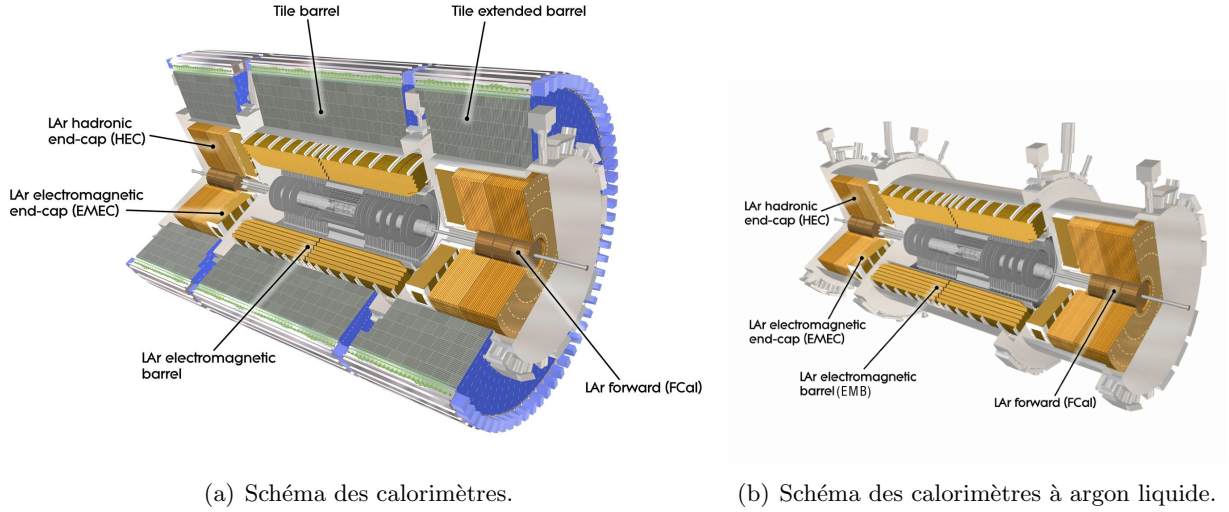 Tile barrel
Tile extended barrel
LAr hadronic
end-cap (HEC)
LAr electromagnetic
end-cap (EMEC)
LAr electromagnetic
barrel
LAr forward (FCal)
(a) Schéma des calorimètres.
LAr hadronic
end-cap (HEC)
LAr electromagnetic
end-cap (EMEC)
LAr electromagnetic
barrel (EMB)
LAr forward (FCal)
(b) Schéma des calorimètres à argon liquide.